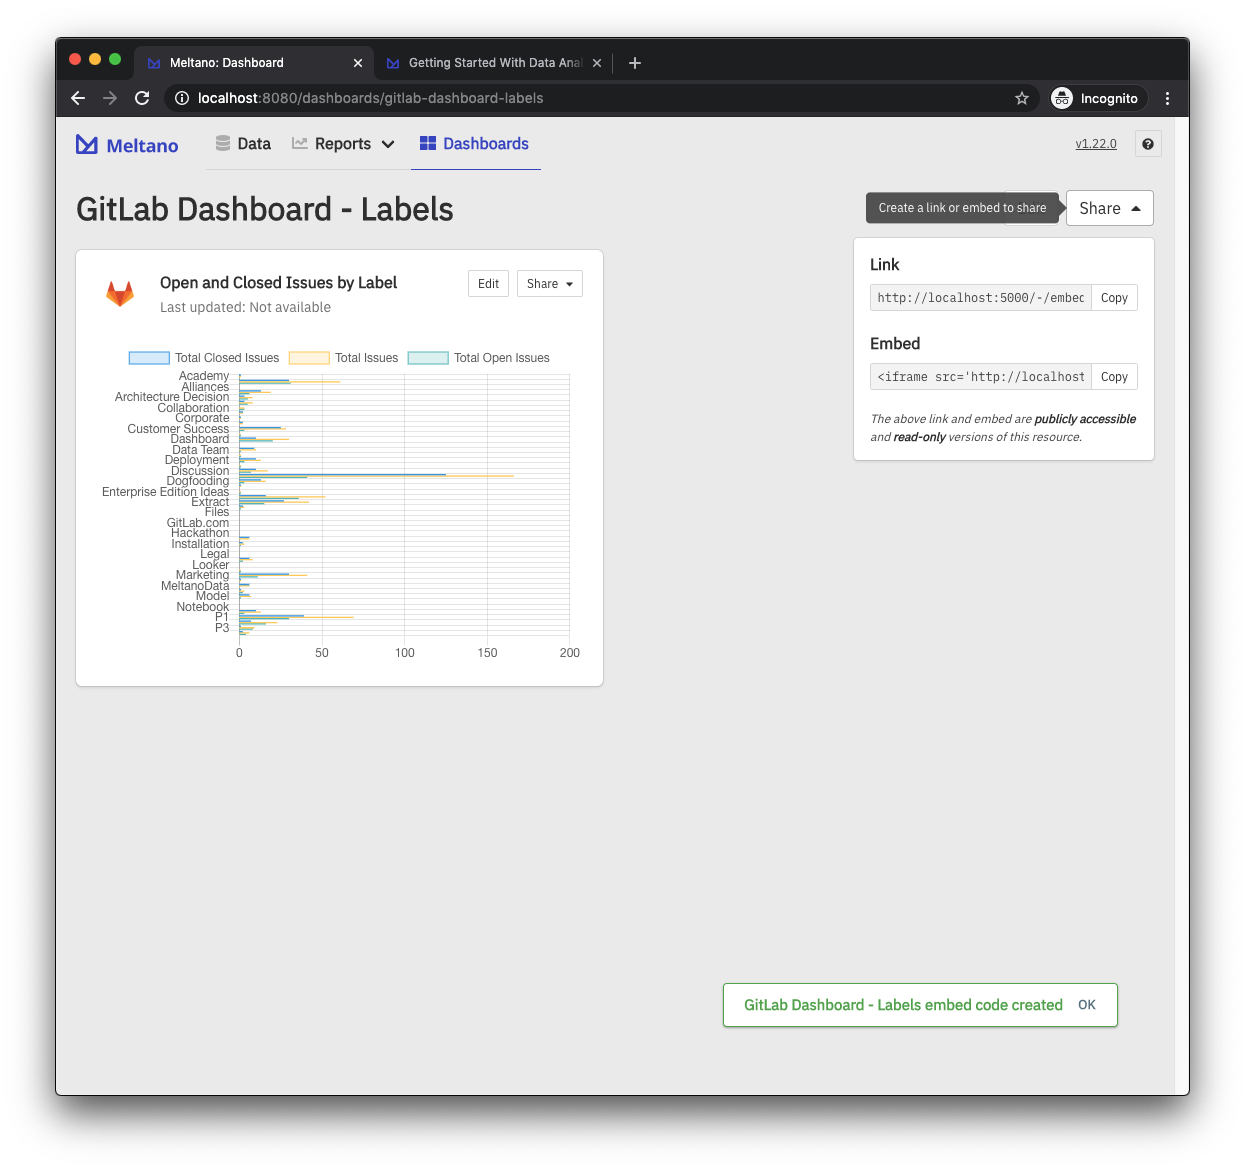 Meltano: Dashboard
Getting Started With Data Anal
localhost:8080/dashboards/gitlab-dashboard-labels
Incognito
Meltano
Data
Reports
Dashboards
v1.22.0
GitLab Dashboard - Labels
Create a link or embed to share
Share
Open and Closed Issues by Label
Last updated: Not available
Edit
Share
Link
http://localhost:5000/-/embed
Copy
Embed
<iframe src='http://localhost
Copy
The above link and embed are publicly accessible
and read-only versions of this resource.
Total Closed Issues
Total Issues
Total Open Issues
Academy
Alliances
Architecture Decision
Collaboration
Corporate
Customer Success
Dashboard
Data Team
Deployment
Discussion
Dogfooding
Enterprise Edition Ideas
Extract
Files
GitLab.com
Hackathon
Installation
Legal
Looker
Marketing
MeltanoData
Model
Notebook
P1
P3
0 50 100 150 200
GitLab Dashboard - Labels embed code created
OK